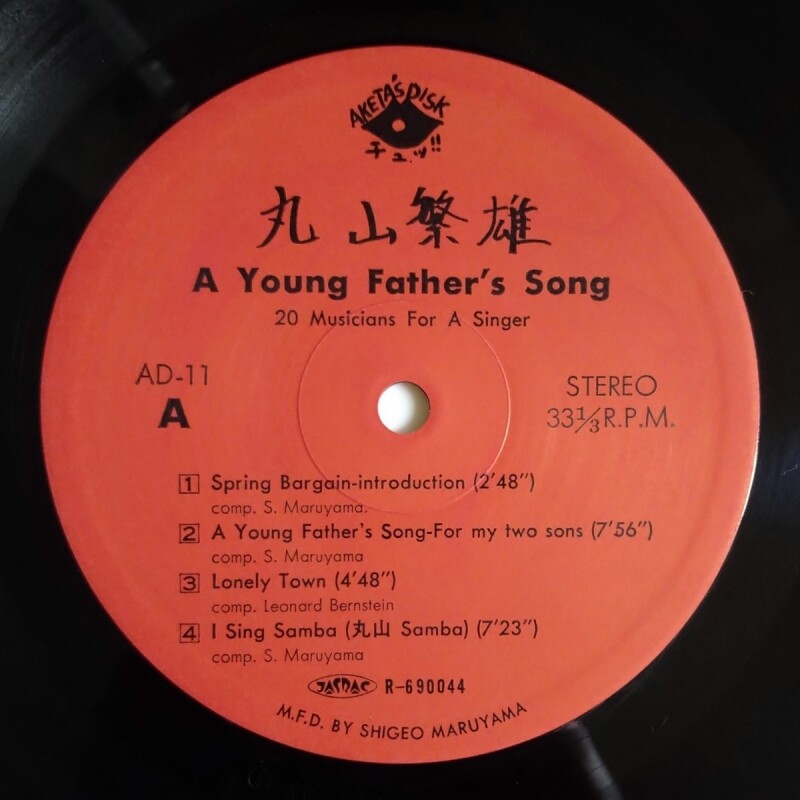 AKETA'S DISK
チュッ!!
丸山繁雄
A Young Father's Song
20 Musicians For A Singer
AD-11
A
STEREO
33⅓R.P.M.
1 Spring Bargain-introduction (2'48")
comp. S. Maruyama.
2 A Young Father's Song-For my two sons (7'56")
comp. S. Maruyama
3 Lonely Town (4'48")
comp. Leonard Bernstein
4 I Sing Samba (丸山 Samba) (7'23")
comp. S. Maruyama
JASRAC R-690044
M.F.D. BY SHIGEO MARUYAMA